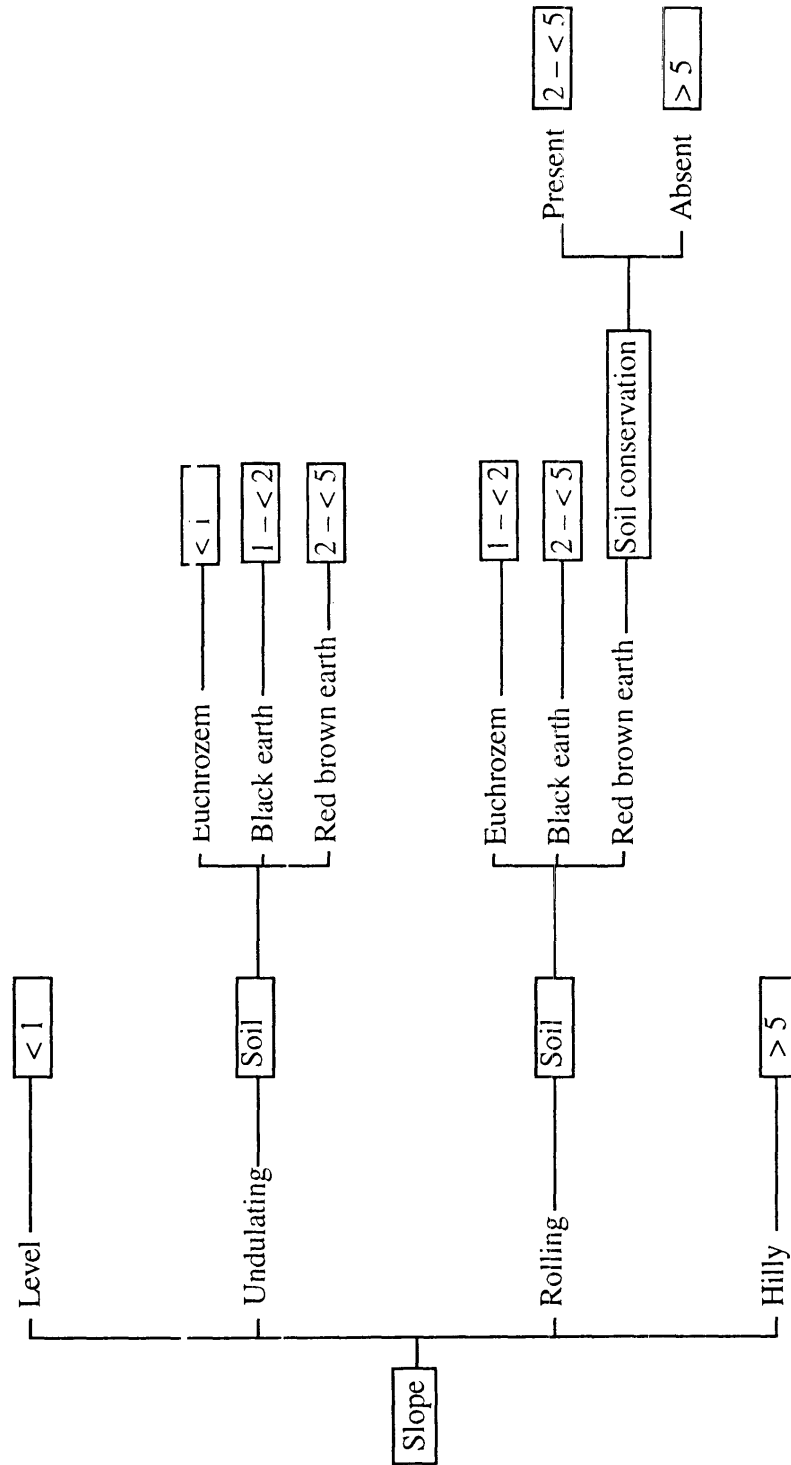 Slope
Level
< 1
Undulating
Soil
Euchrozem
< 1
Black earth
1 – < 2
Red brown earth
2 – < 5
Rolling
Soil
Euchrozem
1 – < 2
Black earth
2 – < 5
Red brown earth
Soil conservation
Present
2 – < 5
Absent
> 5
Hilly
> 5